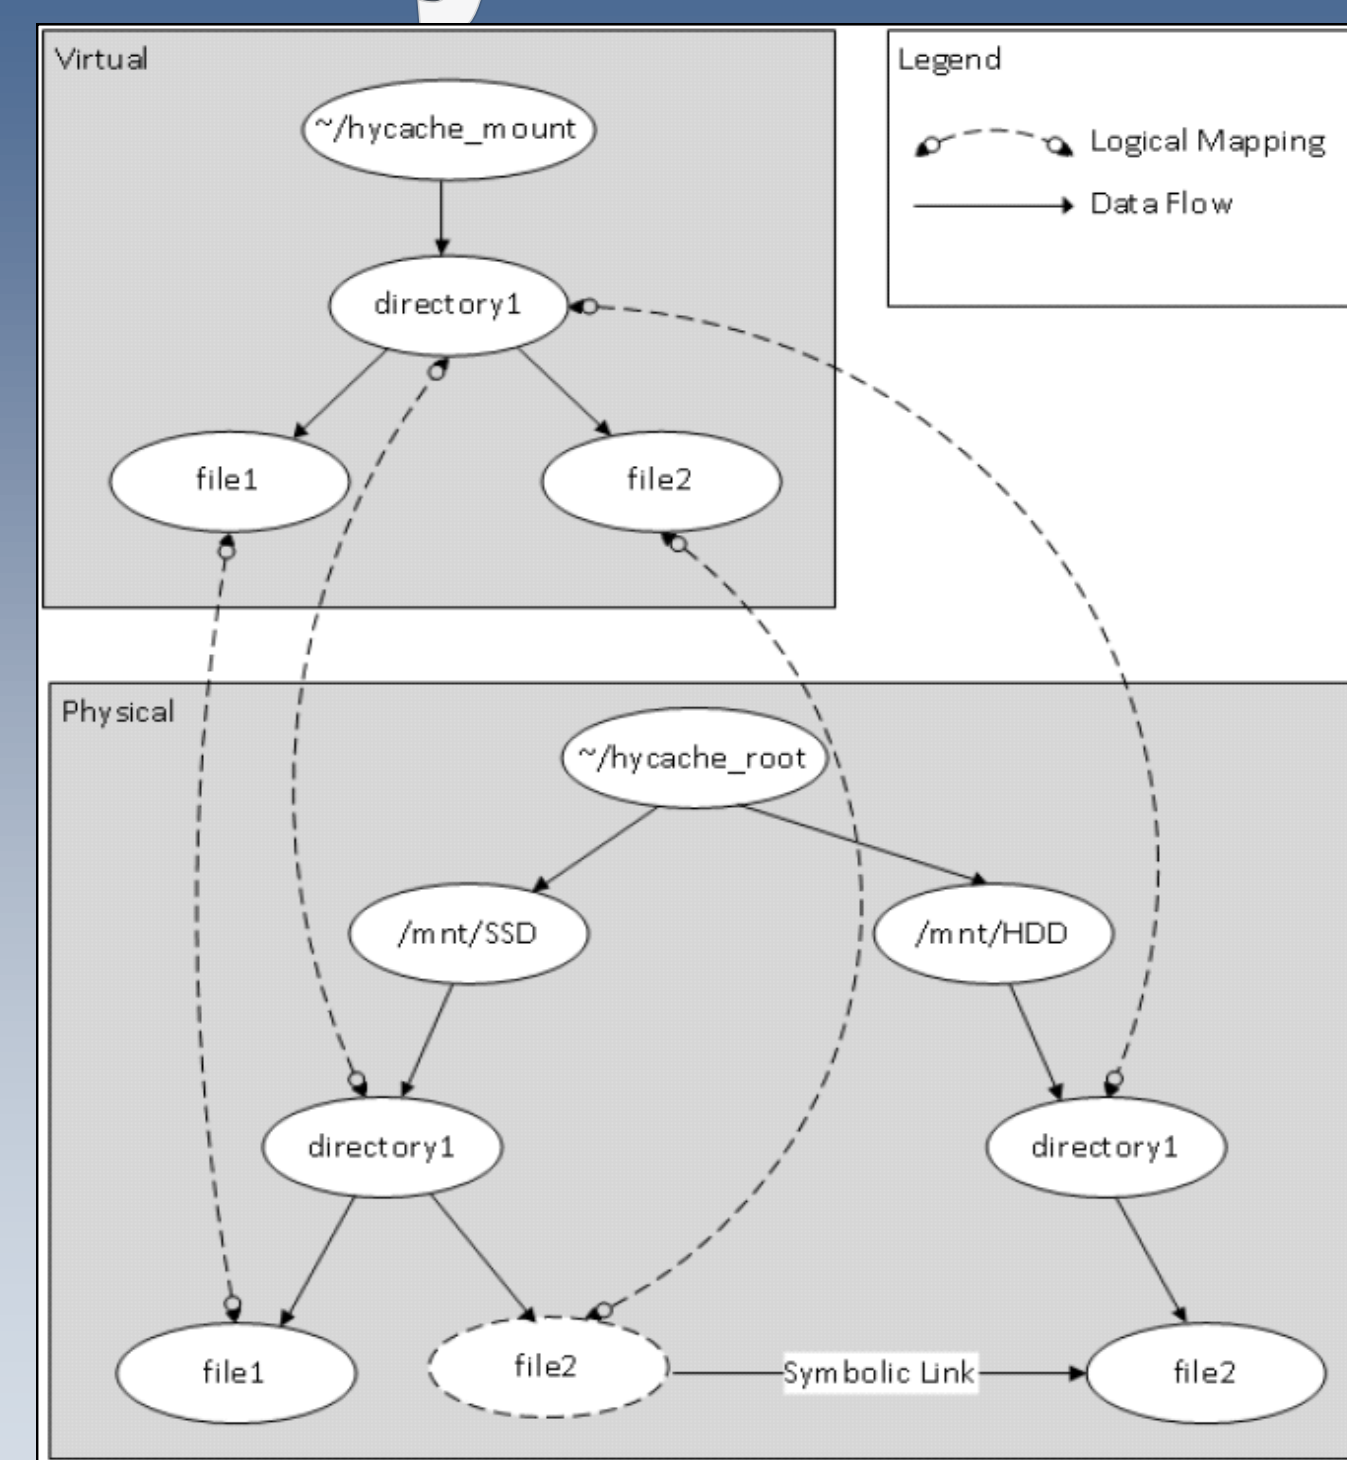 Virtual
~/hycache_mount
directory1
file1
file2
Legend
Logical Mapping
Data Flow
Physical
~/hycache_root
/mnt/SSD
/mnt/HDD
directory1
directory1
file1
file2
Symbolic Link
file2